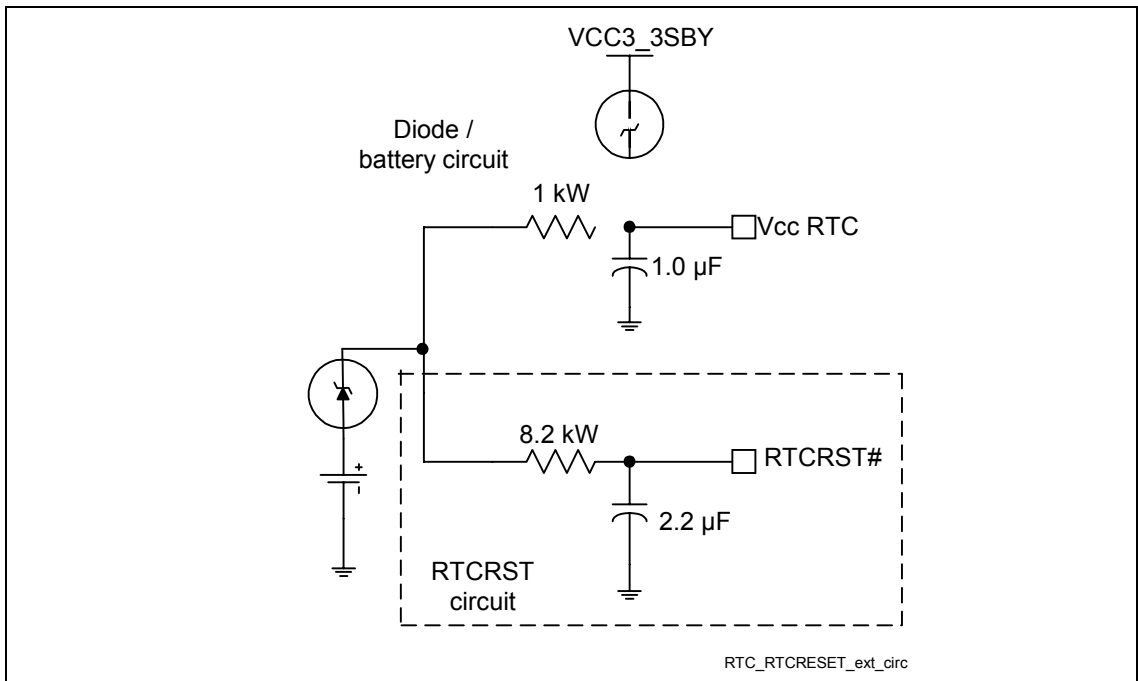 VCC3_3SBY
Diode /
battery circuit
1 kW
Vcc RTC
1.0 µF
8.2 kW
RTCRST#
2.2 µF
RTCRST
circuit
RTC_RTCRESET_ext_circ